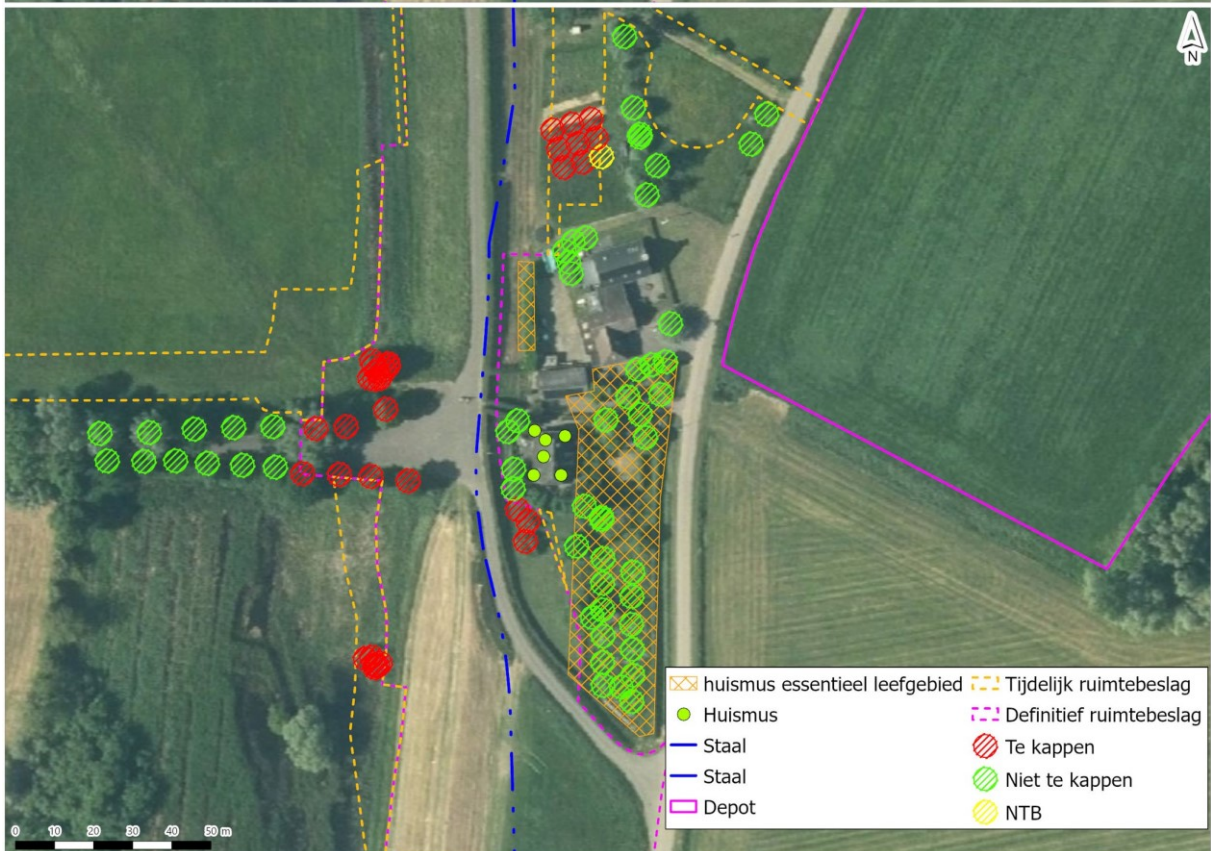 N
huismus essentieel leefgebied
Huismus
Staal
Staal
Depot
Tijdelijk ruimtebeslag
Definitief ruimtebeslag
Te kappen
Niet te kappen
NTB
0 10 20 30 40 50 m